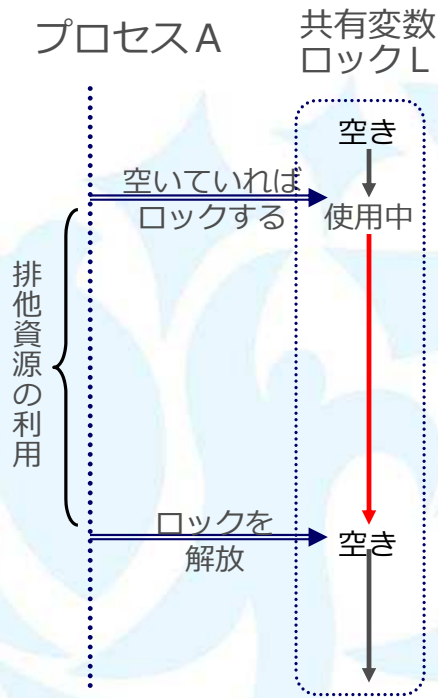 プロセスA
共有変数
ロックL
空き
空いていれば
ロックする
使用中
排他資源の利用
ロックを
解放
空き